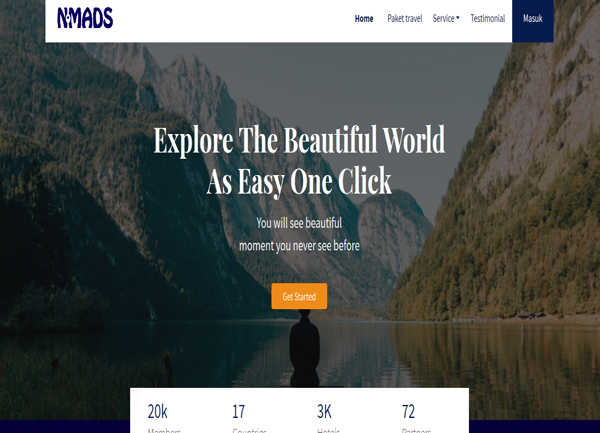 NOMADS
Home Paket travel Service Testimonial Masuk
Explore The Beautiful World
As Easy One Click
You will see beautiful
moment you never see before
Get Started
20k 17 3K 72
Members Countries Hotels Partners